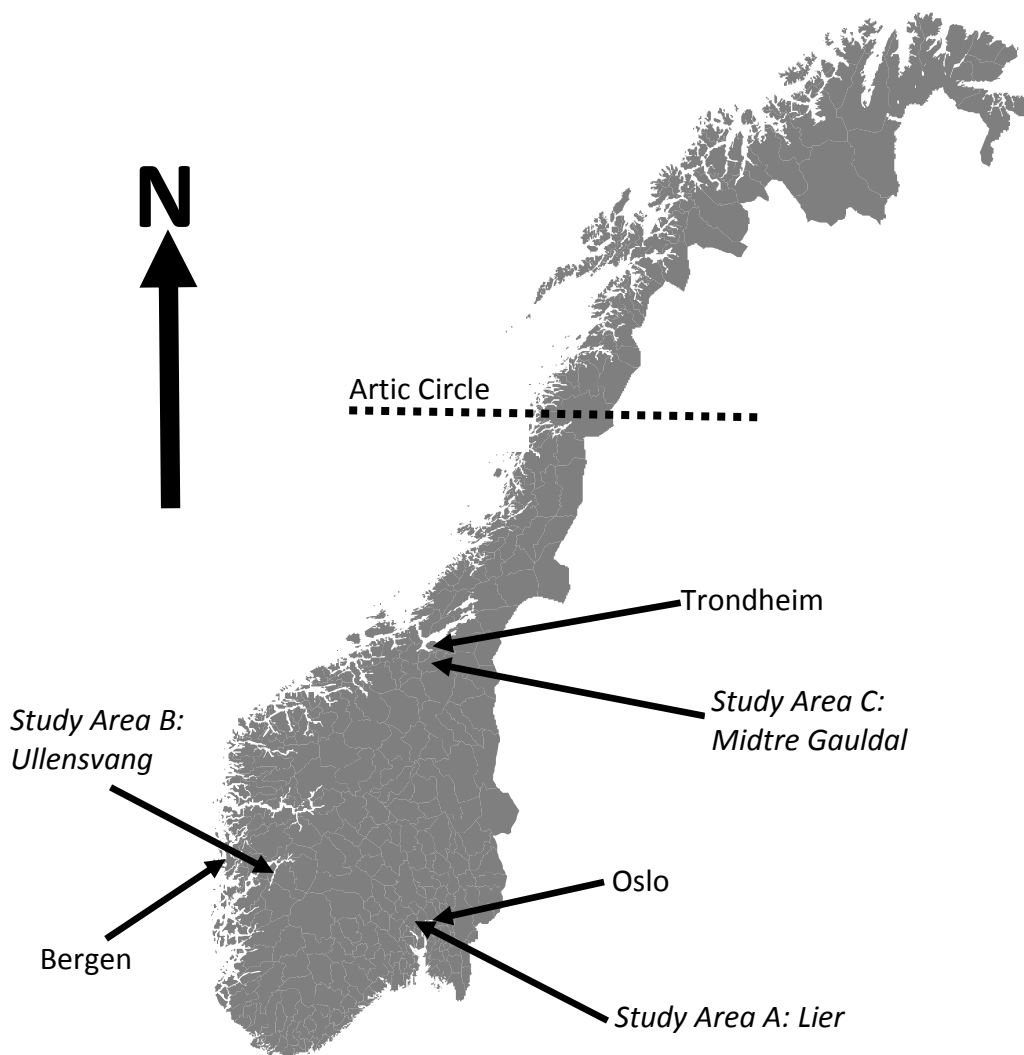 N
Artic Circle
Trondheim
Study Area C:
Midtre Gauldal
Study Area B:
Ullensvang
Oslo
Bergen
Study Area A: Lier